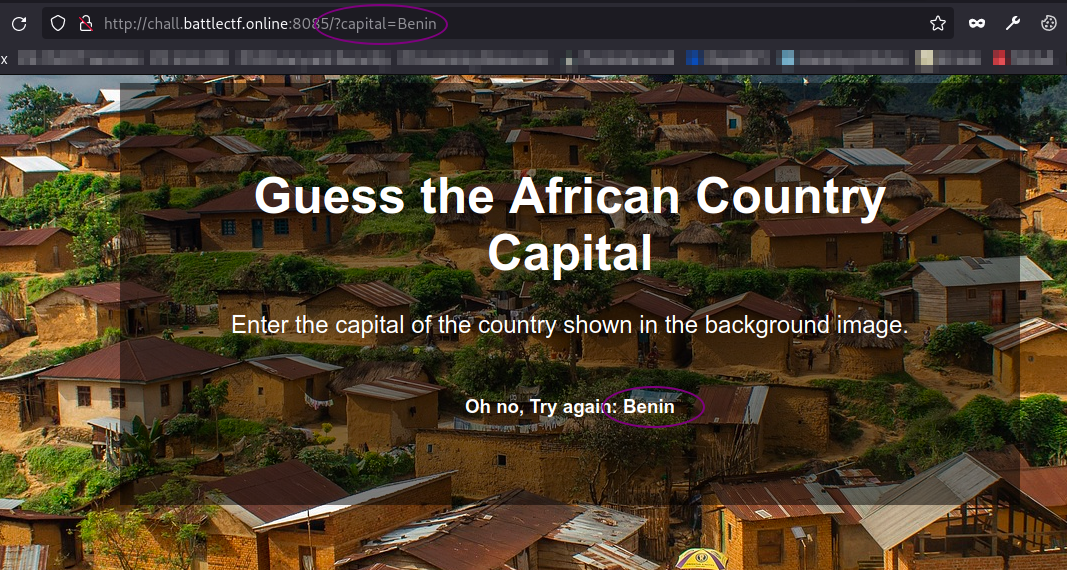 http://chall.battlectf.online:8085/?capital=Benin
x
Guess the African Country
Capital
Enter the capital of the country shown in the background image.
Oh no, Try again: Benin